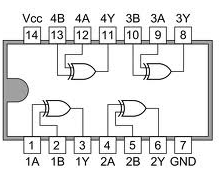 Vcc 4B 4A 4Y 3B 3A 3Y
14 13 12 11 10 9 8
1 2 3 4 5 6 7
1A 1B 1Y 2A 2B 2Y GND